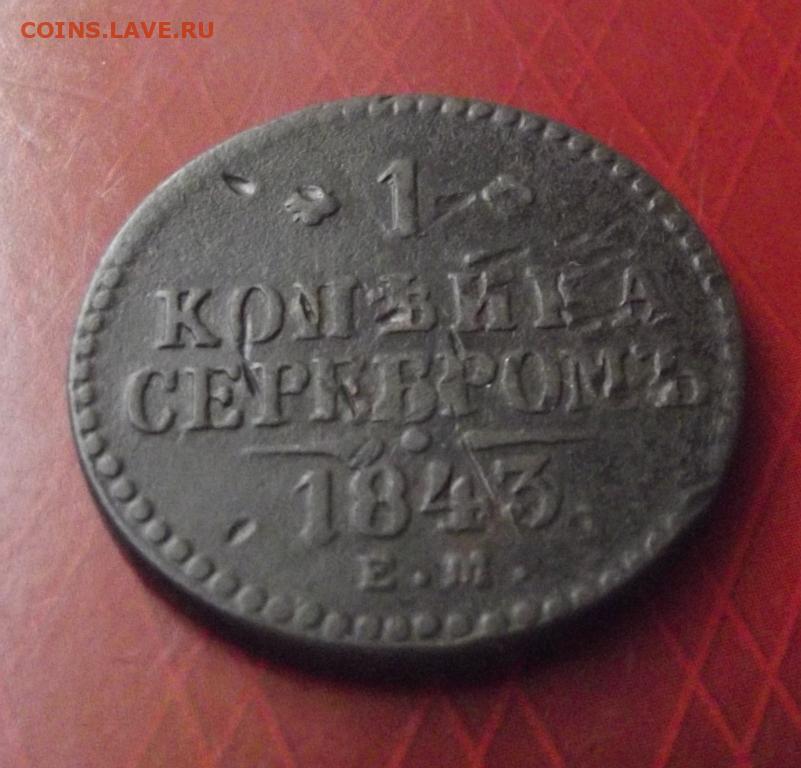 COINS.LAVE.RU
1
КОПѢЙКА
СЕРЕБРОМЪ
1843
Е.М.